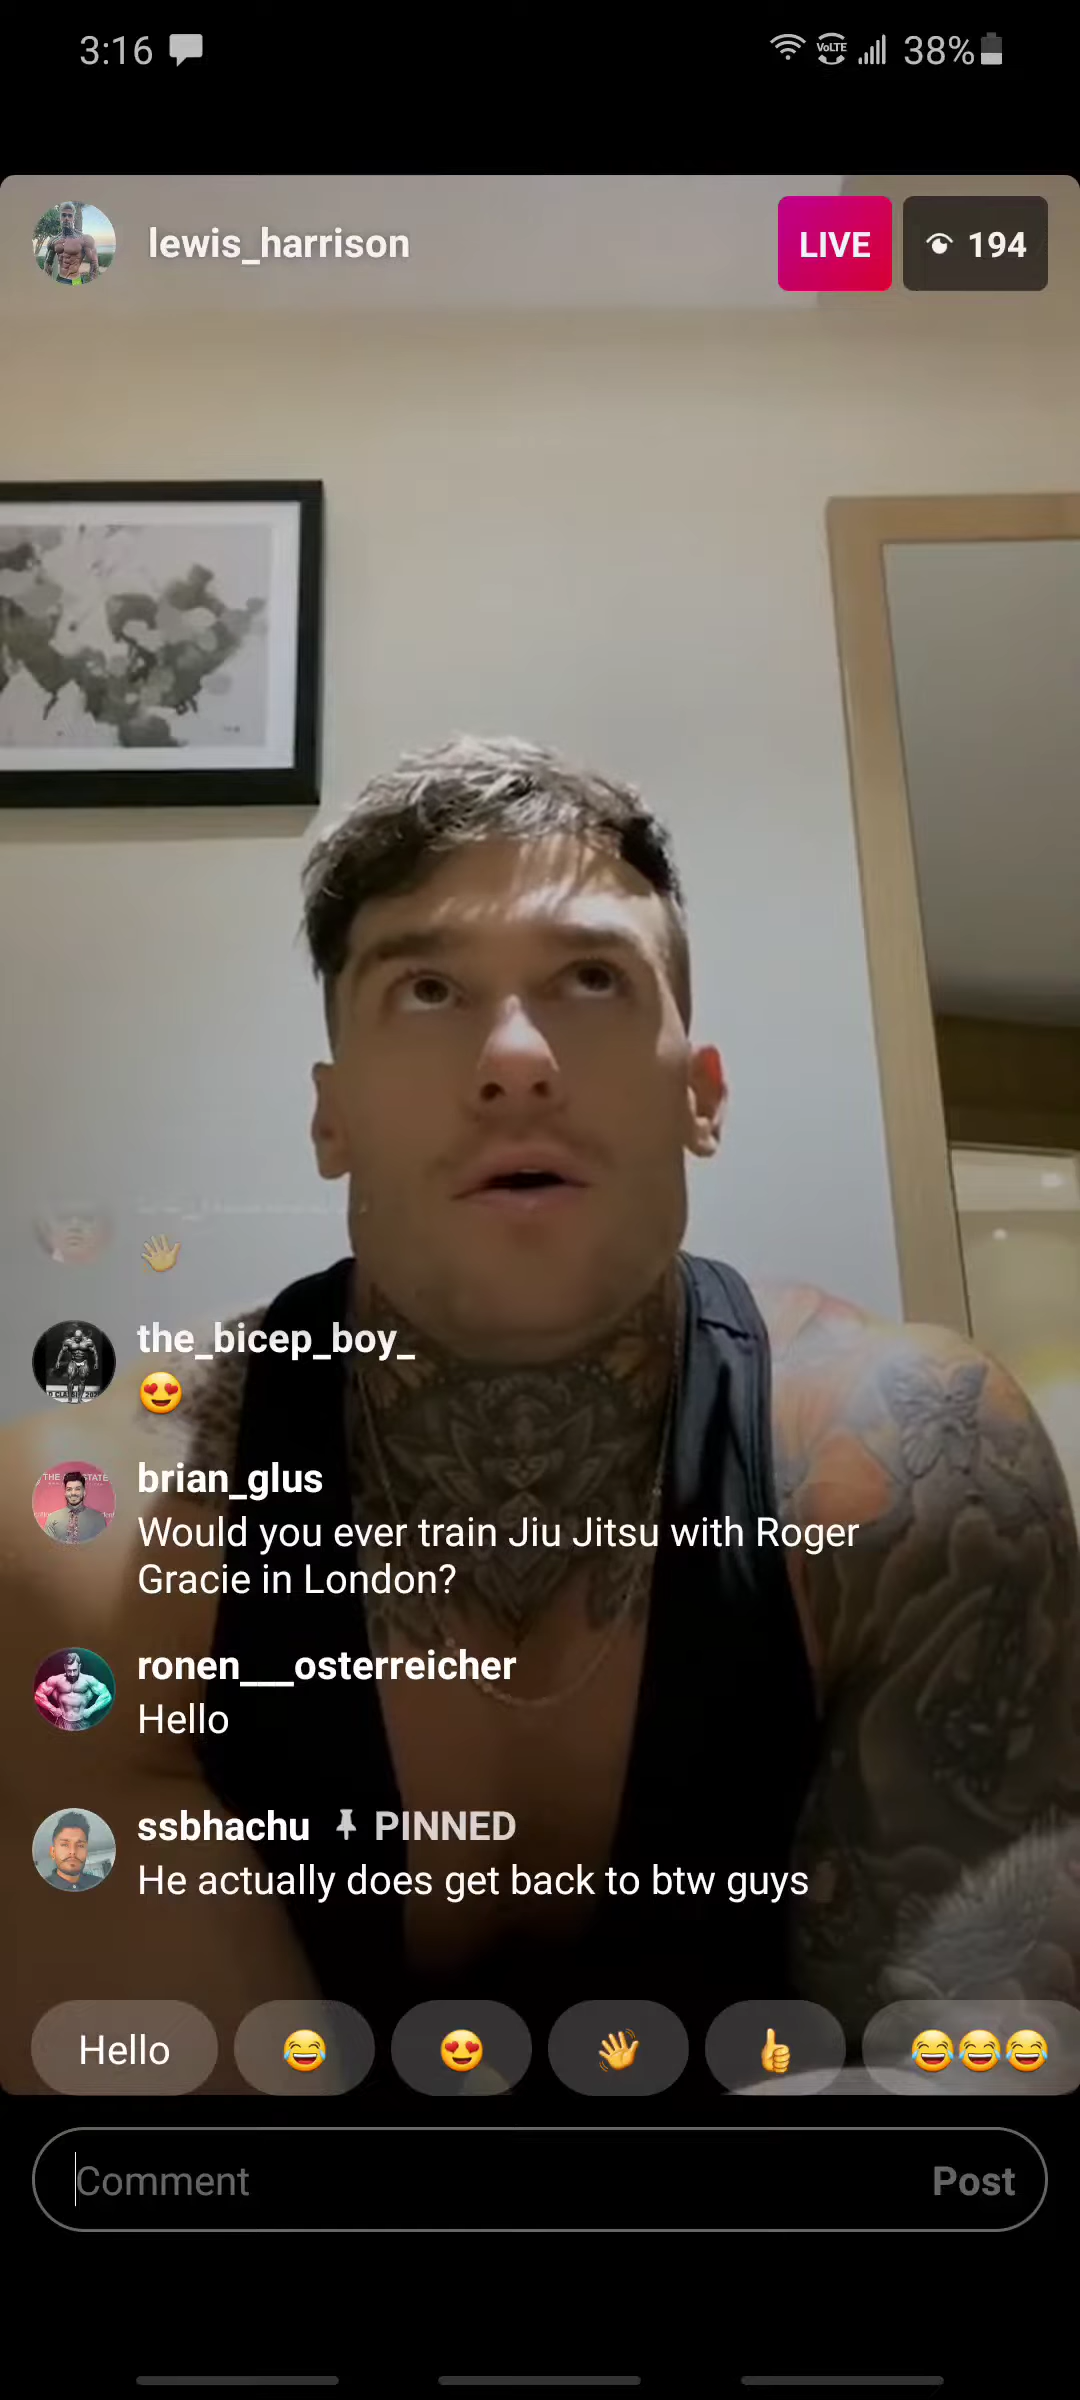 3:16
VoLTE
38%
lewis_harrison
LIVE
194
👋
the_bicep_boy_
😍
brian_glus
Would you ever train Jiu Jitsu with Roger
Gracie in London?
ronen___osterreicher
Hello
ssbhachu PINNED
He actually does get back to btw guys
Hello 😂 😍 👋 👍 😂😂😂
Comment
Post